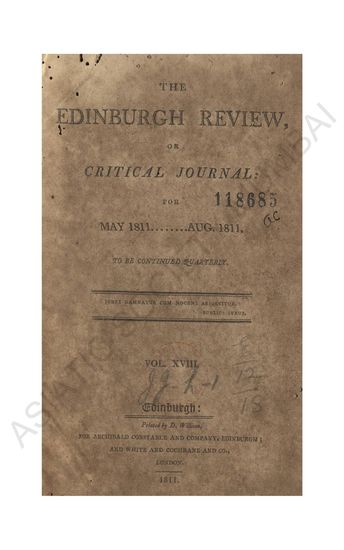 THE
EDINBURGH REVIEW,
OR
CRITICAL JOURNAL:
FOR
118685
MAY 1811.......AUG. 1811.
TO BE CONTINUED QUARTERLY.
JUDEX DAMNATUR CUM NOCENS ABSOLVITUR.
PUBLIUS SYRUS.
VOL. XVIII.
12
18
Edinburgh:
Printed by D. Willison,
FOR ARCHIBALD CONSTABLE AND COMPANY, EDINBURGH;
AND WHITE AND COCHRANE AND CO.,
LONDON.
1811.